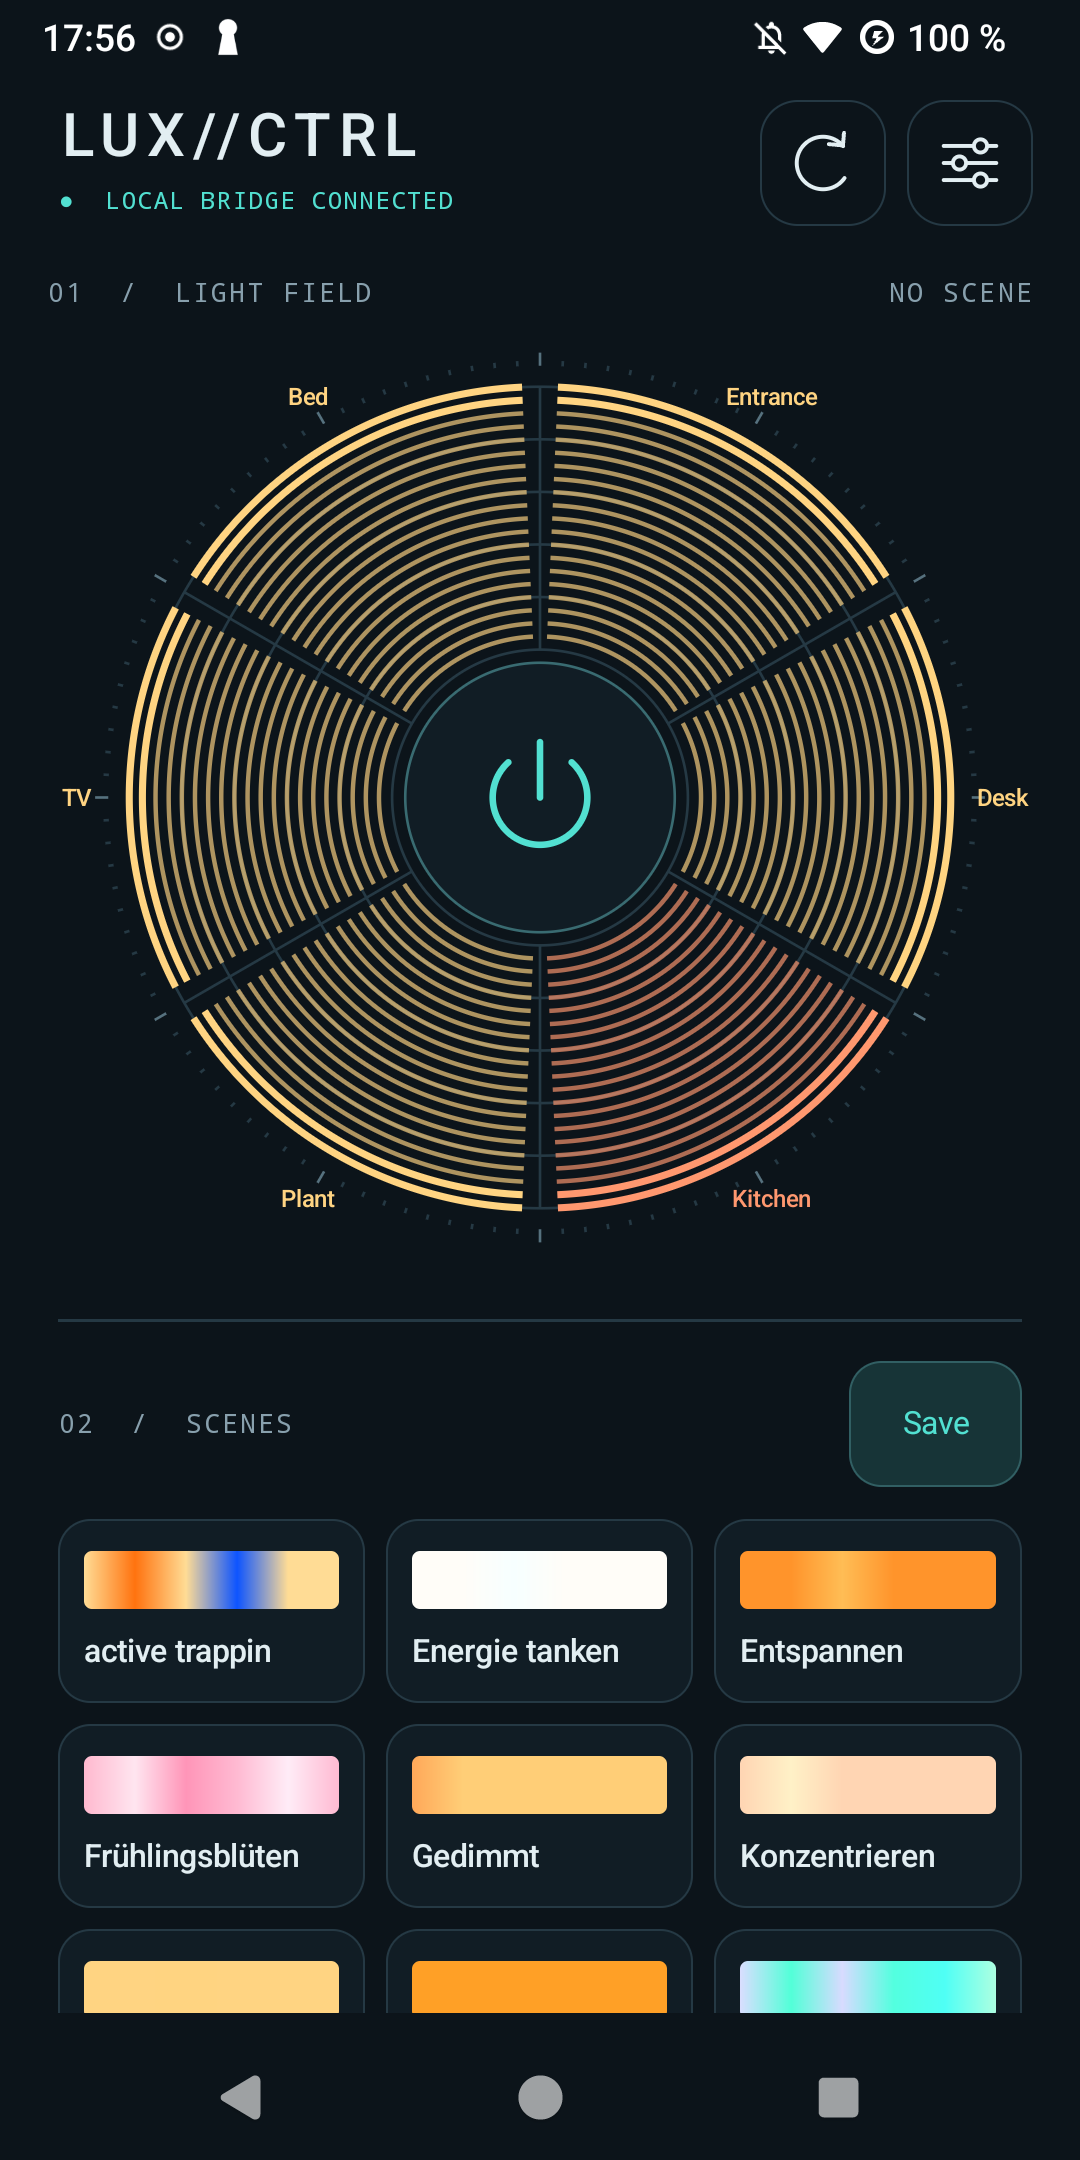 17:56 100 %
LUX//CTRL
LOCAL BRIDGE CONNECTED
01 / LIGHT FIELD NO SCENE
Bed Entrance
TV Desk
Plant Kitchen
02 / SCENES Save
active trappin Energie tanken Entspannen
Frühlingsblüten Gedimmt Konzentrieren